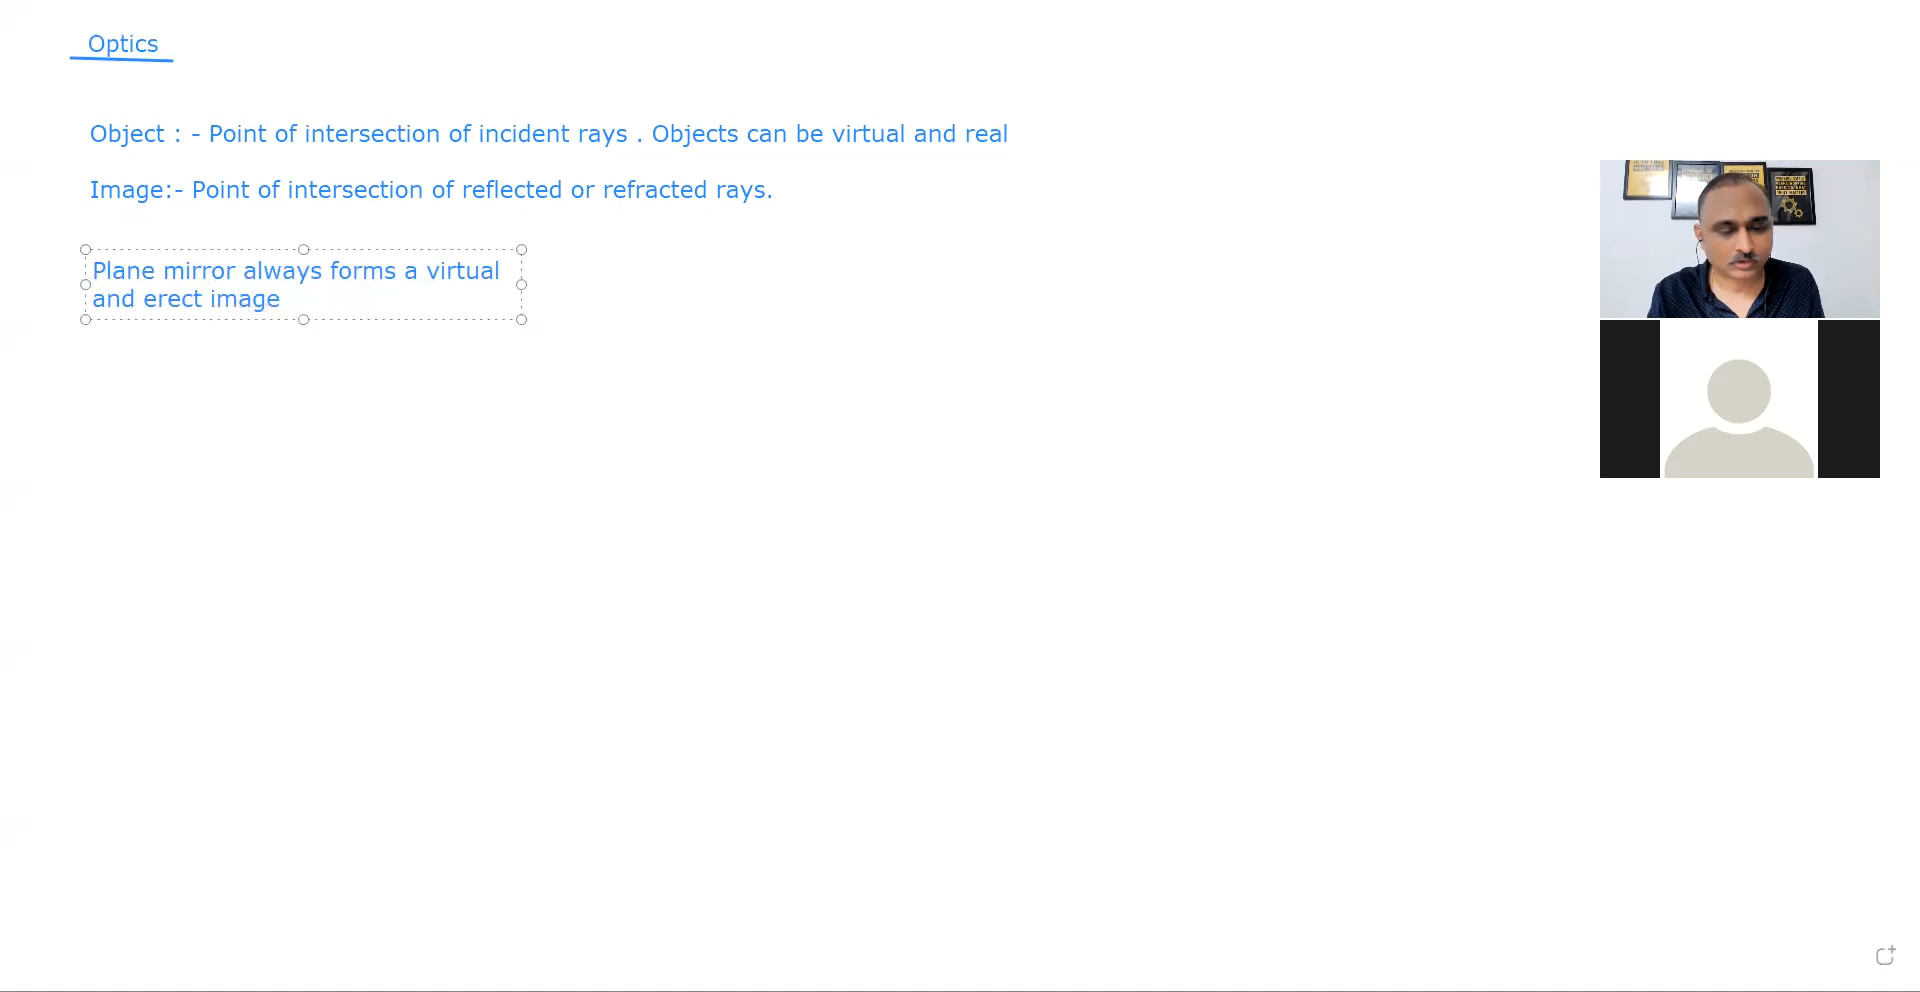 Optics
Object : - Point of intersection of incident rays . Objects can be virtual and real
Image:- Point of intersection of reflected or refracted rays.
Plane mirror always forms a virtual
and erect image